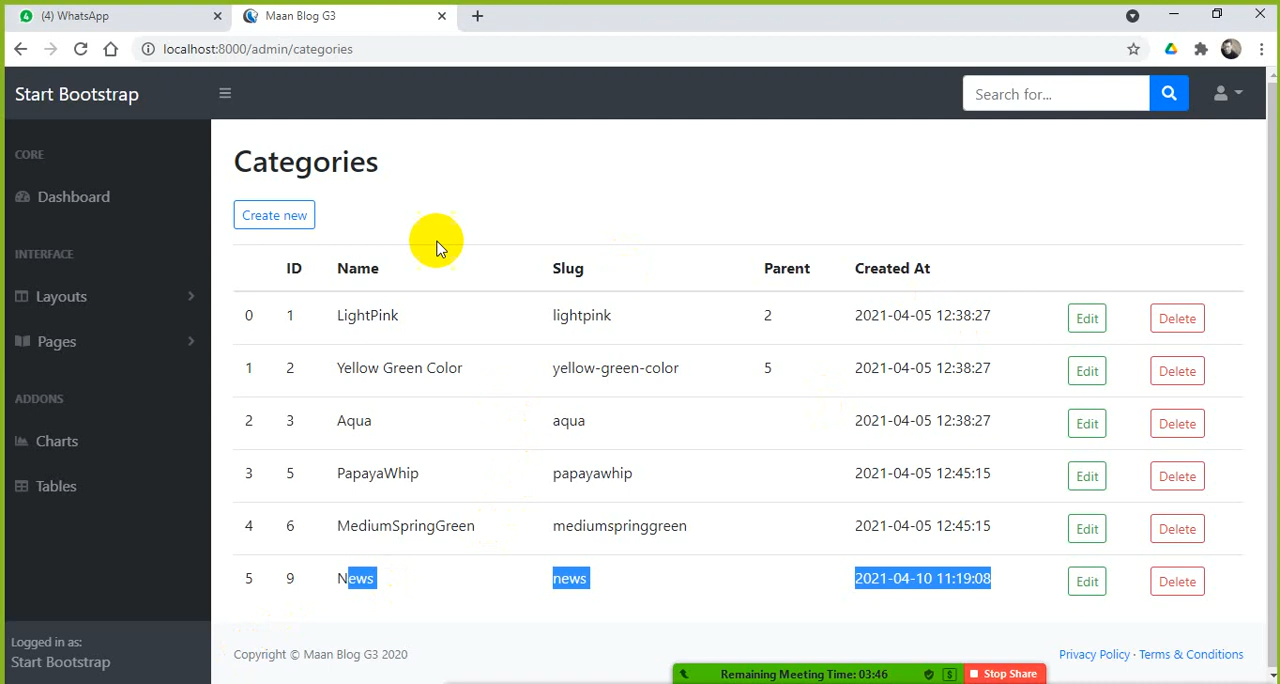 (4) WhatsApp
Maan Blog G3
localhost:8000/admin/categories
Start Bootstrap
Search for...
CORE
Dashboard
INTERFACE
Layouts
Pages
ADDONS
Charts
Tables
Logged in as:
Start Bootstrap
Categories
Create new
ID Name Slug Parent Created At
0 1 LightPink lightpink 2 2021-04-05 12:38:27 Edit Delete
1 2 Yellow Green Color yellow-green-color 5 2021-04-05 12:38:27 Edit Delete
2 3 Aqua aqua 2021-04-05 12:38:27 Edit Delete
3 5 PapayaWhip papayawhip 2021-04-05 12:45:15 Edit Delete
4 6 MediumSpringGreen mediumspringgreen 2021-04-05 12:45:15 Edit Delete
5 9 News news 2021-04-10 11:19:08 Edit Delete
Copyright © Maan Blog G3 2020
Privacy Policy · Terms & Conditions
Remaining Meeting Time: 03:46
Stop Share